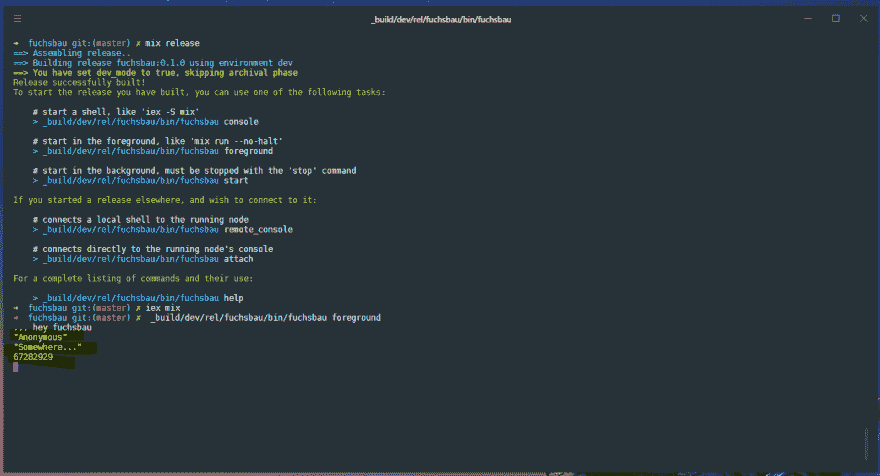 _build/dev/rel/fuchsbau/bin/fuchsbau
➜ fuchsbau git:(master) ✗ mix release
==> Assembling release..
==> Building release fuchsbau:0.1.0 using environment dev
==> You have set dev_mode to true, skipping archival phase
Release successfully built!
To start the release you have built, you can use one of the following tasks:
# start a shell, like 'iex -S mix'
> _build/dev/rel/fuchsbau/bin/fuchsbau console
# start in the foreground, like 'mix run --no-halt'
> _build/dev/rel/fuchsbau/bin/fuchsbau foreground
# start in the background, must be stopped with the 'stop' command
> _build/dev/rel/fuchsbau/bin/fuchsbau start
If you started a release elsewhere, and wish to connect to it:
# connects a local shell to the running node
> _build/dev/rel/fuchsbau/bin/fuchsbau remote_console
# connects directly to the running node's console
> _build/dev/rel/fuchsbau/bin/fuchsbau attach
For a complete listing of commands and their use:
> _build/dev/rel/fuchsbau/bin/fuchsbau help
➜ fuchsbau git:(master) ✗ iex mix
➜ fuchsbau git:(master) ✗ _build/dev/rel/fuchsbau/bin/fuchsbau foreground
... hey fuchsbau
"Anonymous"
"Somewhere..."
67282929